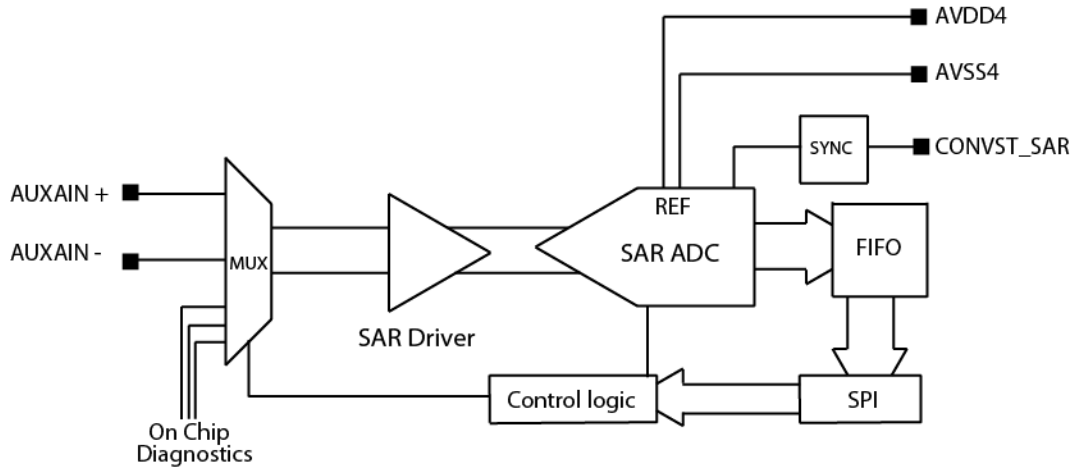 AVDD4
AVSS4
SYNC
CONVST_SAR
AUXAIN +
REF
SAR ADC
FIFO
AUXAIN -
MUX
SAR Driver
Control logic
SPI
On Chip
Diagnostics